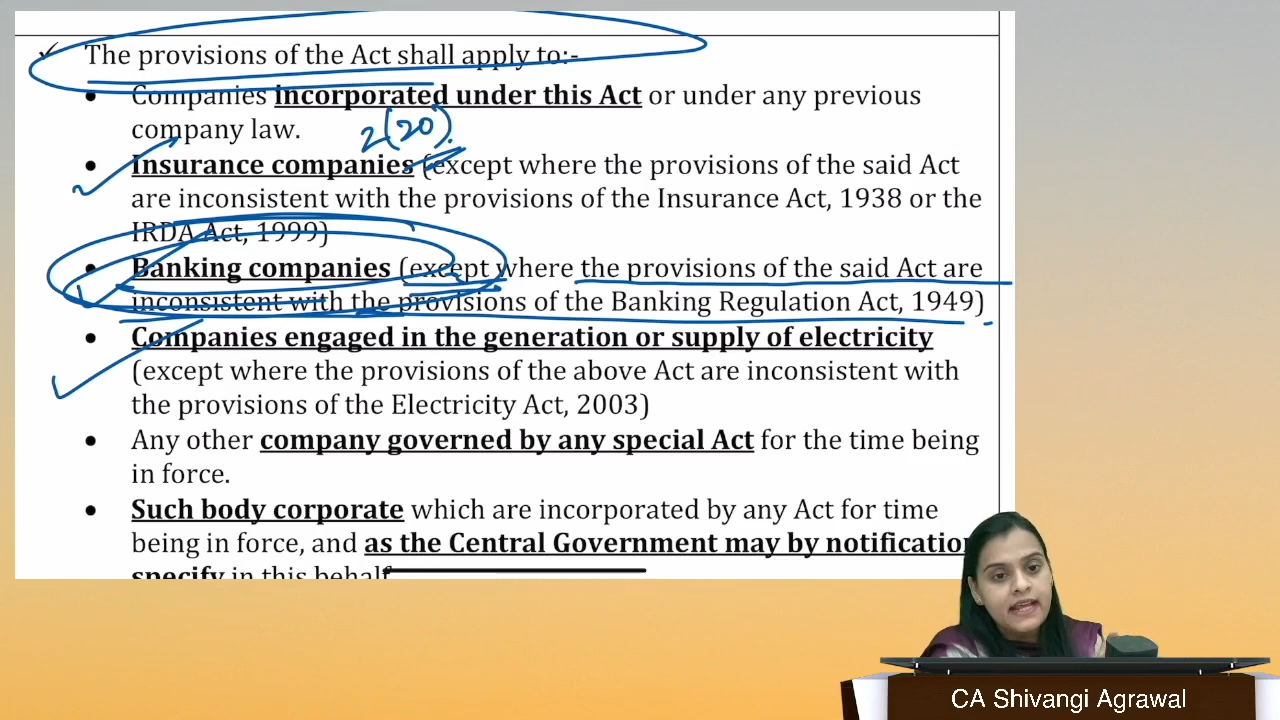 ✓ The provisions of the Act shall apply to:-
• Companies incorporated under this Act or under any previous
company law. 2(20).
• Insurance companies (except where the provisions of the said Act
are inconsistent with the provisions of the Insurance Act, 1938 or the
IRDA Act, 1999)
• Banking companies (except where the provisions of the said Act are
inconsistent with the provisions of the Banking Regulation Act, 1949)
• Companies engaged in the generation or supply of electricity
(except where the provisions of the above Act are inconsistent with
the provisions of the Electricity Act, 2003)
• Any other company governed by any special Act for the time being
in force.
• Such body corporate which are incorporated by any Act for time
being in force, and as the Central Government may by notification
specify in this behalf
CA Shivangi Agrawal